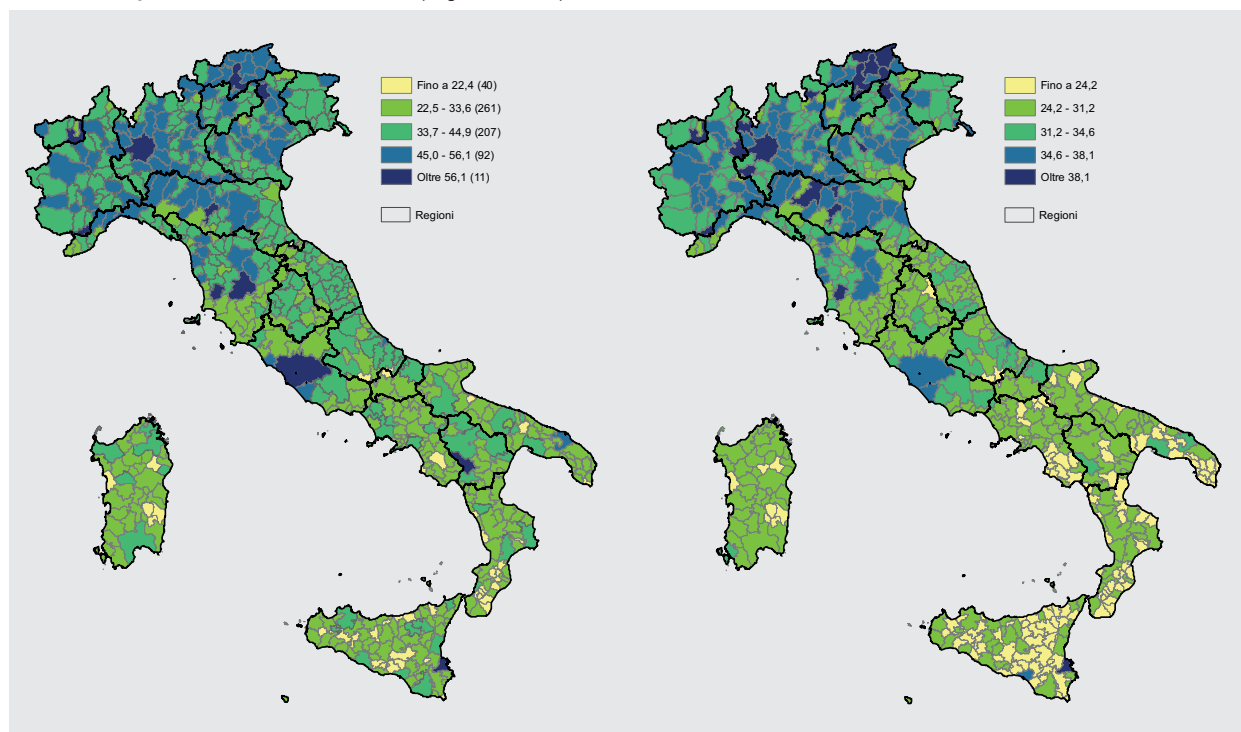 Fino a 22,4 (40)
22,5 - 33,6 (261)
33,7 - 44,9 (207)
45,0 - 56,1 (92)
Oltre 56,1 (11)
Regioni
Fino a 24,2
24,2 - 31,2
31,2 - 34,6
34,6 - 38,1
Oltre 38,1
Regioni